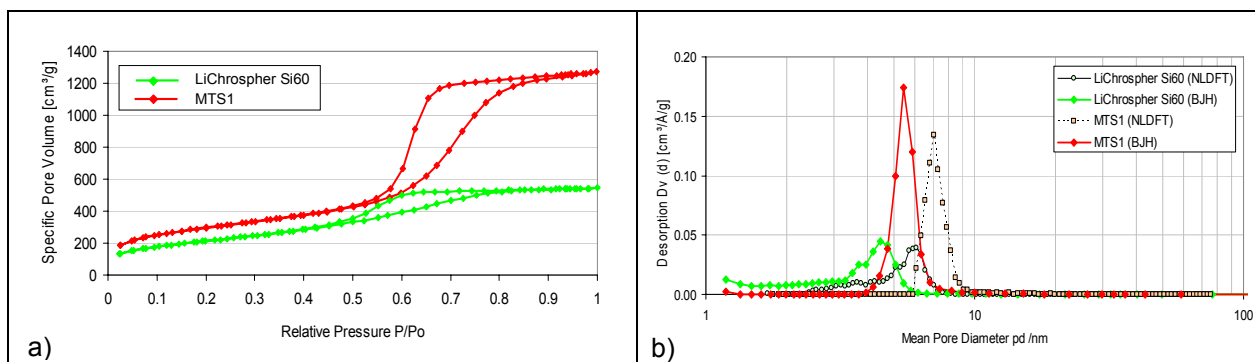 Specific Pore Volume [cm³/g]
1400
1200
1000
800
600
400
200
0
LiChrospher Si60
MTS1
0 0.1 0.2 0.3 0.4 0.5 0.6 0.7 0.8 0.9 1
Relative Pressure P/Po
a)
Desorption Dv (d) [cm³/Å/g]
0.20
0.15
0.10
0.05
0.00
LiChrospher Si60 (NLDFT)
LiChrospher Si60 (BJH)
MTS1 (NLDFT)
MTS1 (BJH)
1 10 100
Mean Pore Diameter pd /nm
b)